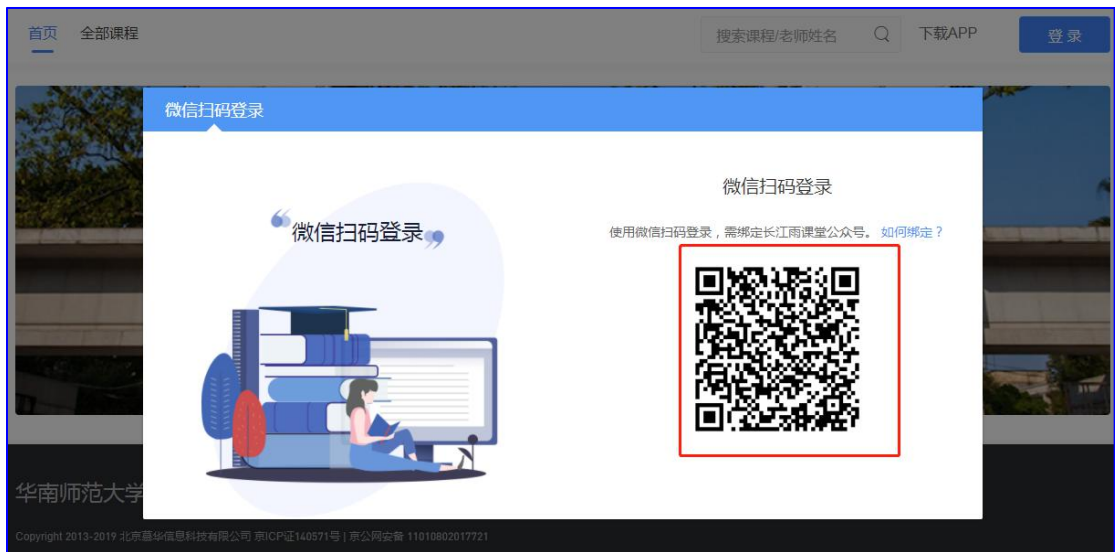 首页 全部课程 搜索课程/老师姓名 下载APP 登录
微信扫码登录
微信扫码登录
微信扫码登录
使用微信扫码登录，需绑定长江雨课堂公众号。 如何绑定？
华南师范大学
Copyright 2013-2019 北京慕华信息科技有限公司 京ICP证140571号 | 京公网安备 11010802017721